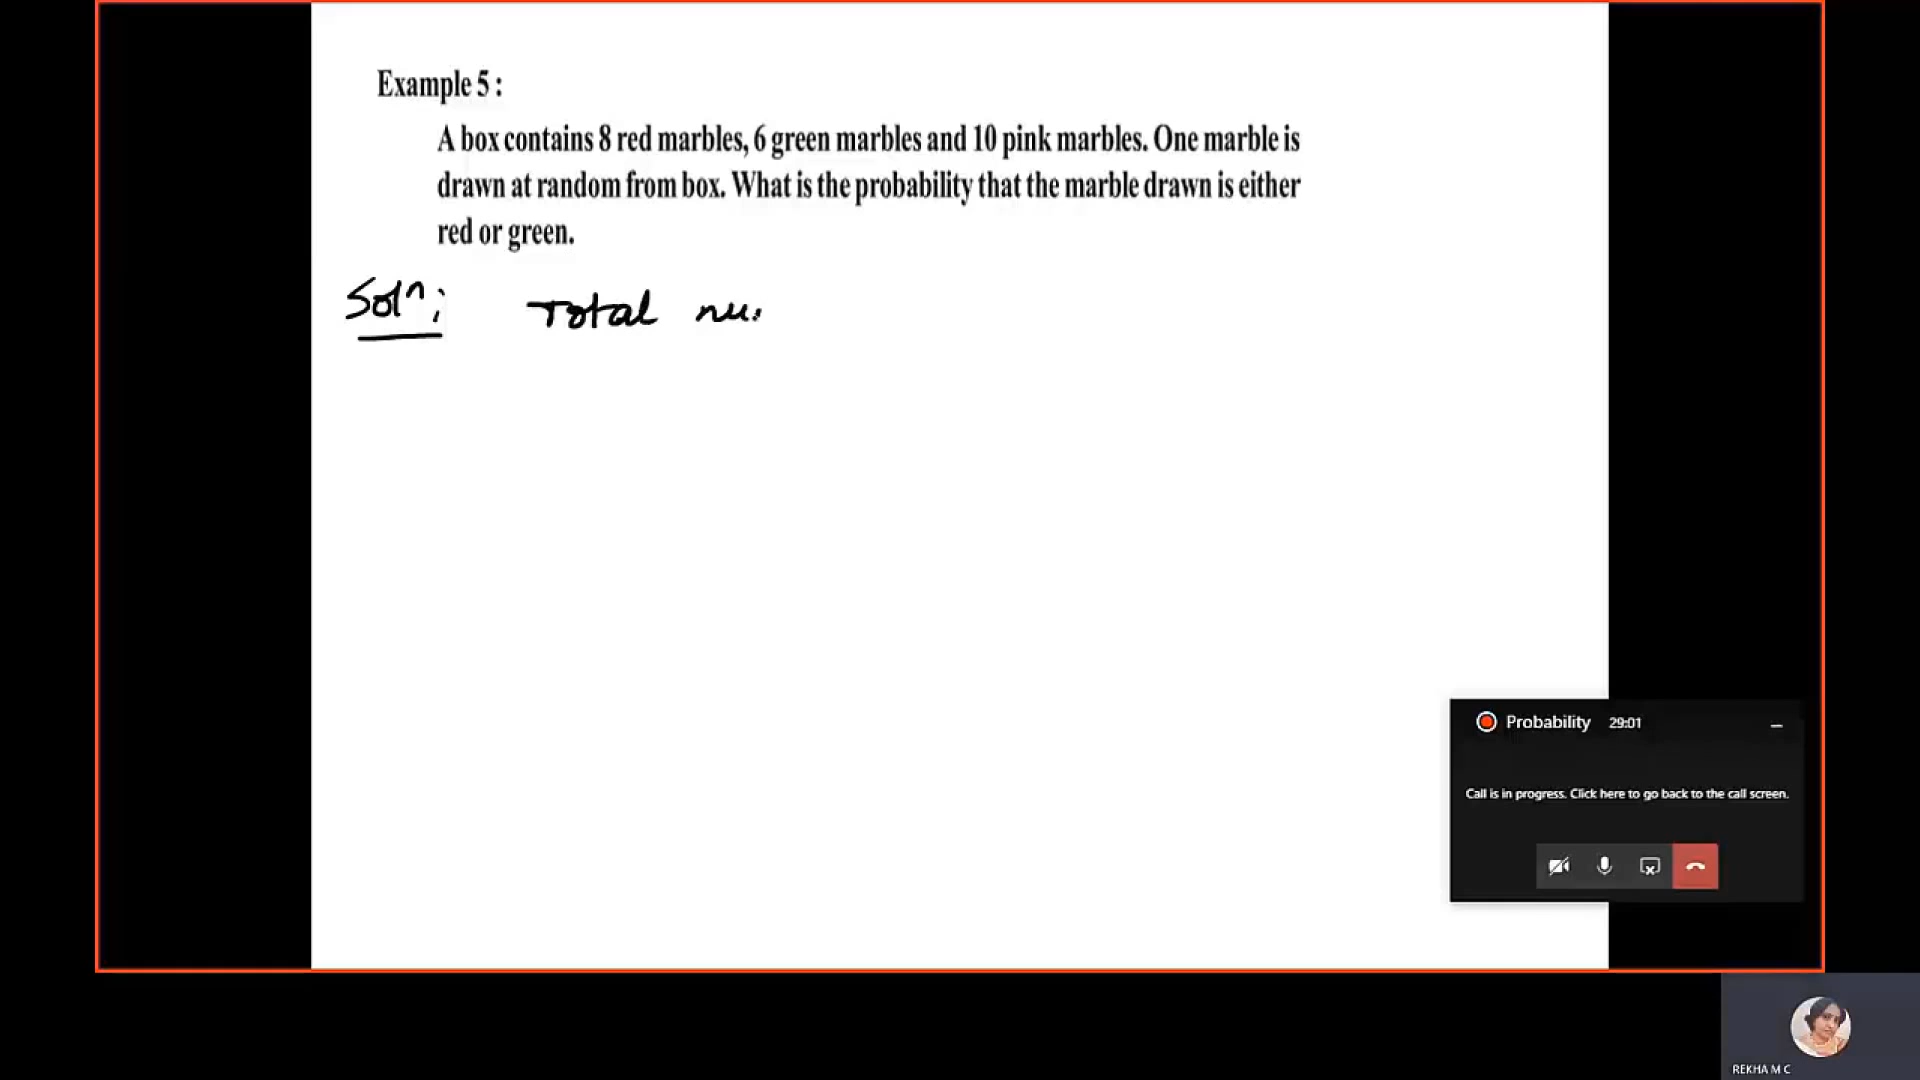 Example 5 :
A box contains 8 red marbles, 6 green marbles and 10 pink marbles. One marble is
drawn at random from box. What is the probability that the marble drawn is either
red or green.
Solⁿ: Total nu
Probability 29:01
Call is in progress. Click here to go back to the call screen.
REKHA M C